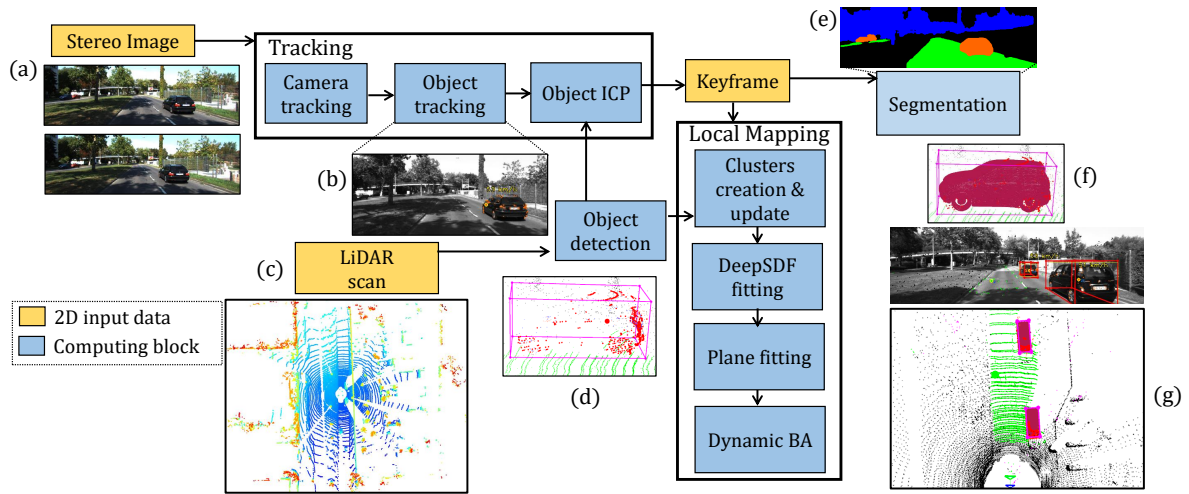 (e)
Stereo Image
Tracking
(a)
Camera
tracking
Object
tracking
Object ICP
Keyframe
Segmentation
Local Mapping
(b)
Clusters
creation &
update
(f)
Object
detection
(c)
LiDAR
scan
DeepSDF
fitting
2D input data
Computing block
Plane fitting
(d)
(g)
Dynamic BA